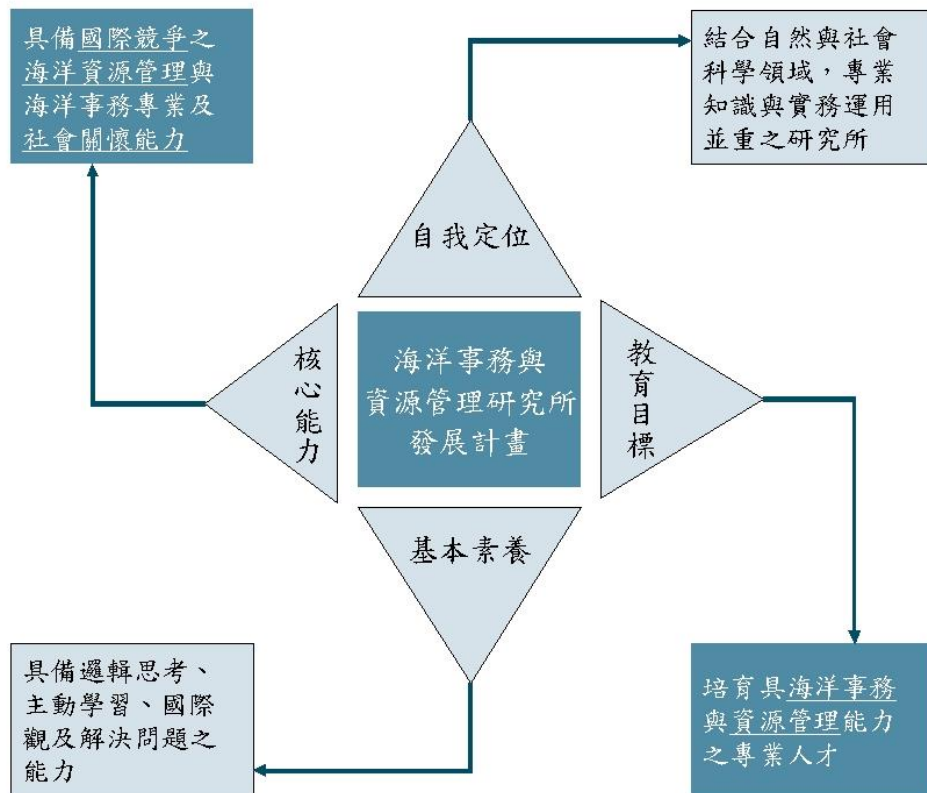 具備國際競爭之
海洋資源管理與
海洋事務專業及
社會關懷能力
結合自然與社會
科學領域，專業
知識與實務運用
並重之研究所
自我定位
核心能力
海洋事務與
資源管理研究所
發展計畫
教育目標
基本素養
具備邏輯思考、
主動學習、國際
觀及解決問題之
能力
培育具海洋事務
與資源管理能力
之專業人才